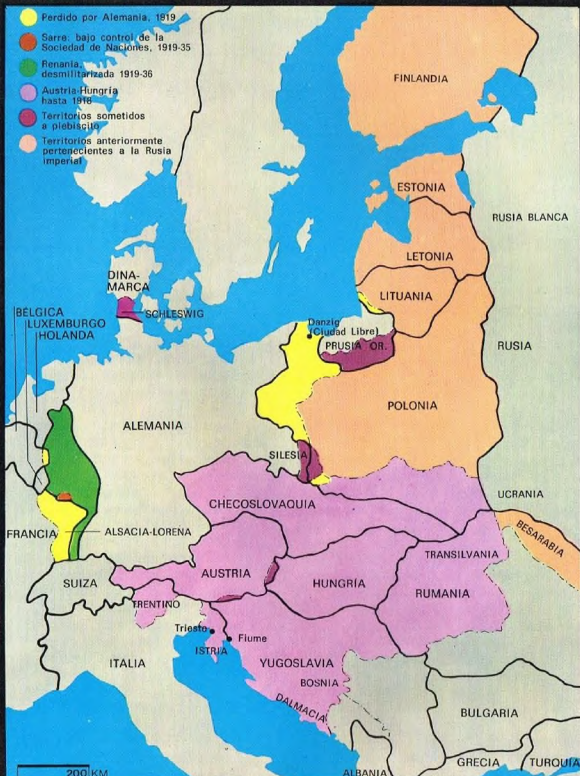 Perdido por Alemania, 1919
Sarre: bajo control de la
Sociedad de Naciones, 1919-35
Renania,
desmilitarizada 1919-36
Austria-Hungría
hasta 1918
Territorios sometidos
a plebiscito
Territorios anteriormente
pertenecientes a la Rusia
imperial
FINLANDIA
ESTONIA
RUSIA BLANCA
LETONIA
DINA-
MARCA
LITUANIA
BÉLGICA
SCHLESWIG
LUXEMBURGO
HOLANDA
Danzig
(Ciudad Libre)
PRUSIA OR.
RUSIA
POLONIA
ALEMANIA
SILESIA
CHECOSLOVAQUIA
UCRANIA
FRANCIA
ALSACIA-LORENA
BESARABIA
TRANSILVANIA
SUIZA
AUSTRIA
HUNGRÍA
RUMANIA
TRENTINO
Trieste
Fiume
ISTRIA
ITALIA
YUGOSLAVIA
BOSNIA
DALMACIA
BULGARIA
GRECIA
TURQUÍA
ALBANIA
200 KM